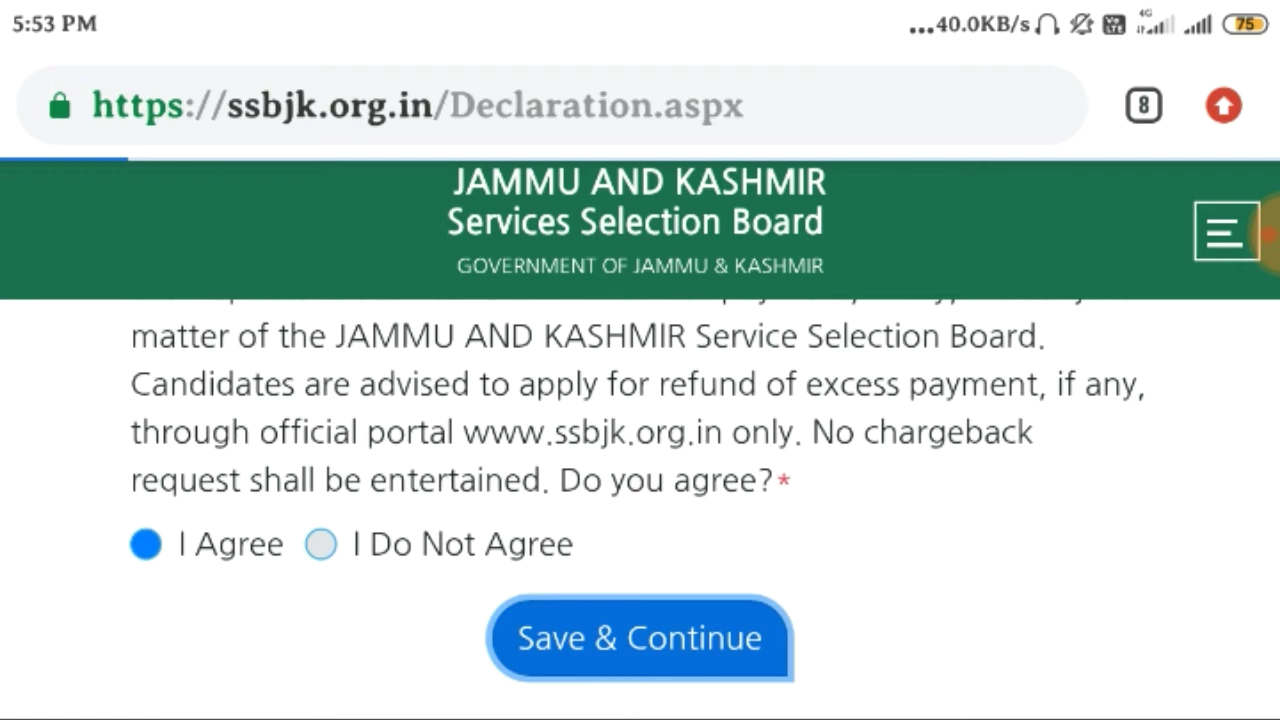 5:53 PM
...40.0KB/s
4G
75
https://ssbjk.org.in/Declaration.aspx
8
JAMMU AND KASHMIR
Services Selection Board
GOVERNMENT OF JAMMU & KASHMIR
matter of the JAMMU AND KASHMIR Service Selection Board.
Candidates are advised to apply for refund of excess payment, if any,
through official portal www.ssbjk.org.in only. No chargeback
request shall be entertained. Do you agree?*
I Agree I Do Not Agree
Save & Continue